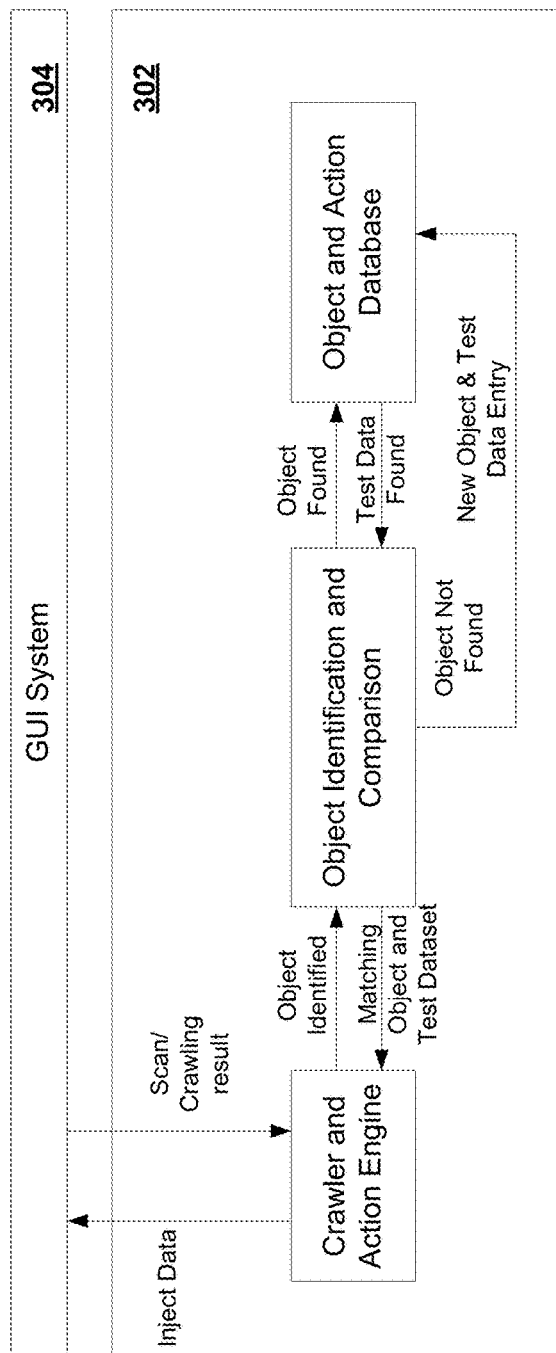 304
GUI System
302
Inject Data
Scan/
Crawling
result
Crawler and
Action Engine
Object
Identified
Matching
Object and
Test Dataset
Object Identification and
Comparison
Object
Found
Test Data
Found
Object and Action
Database
Object Not
Found
New Object & Test
Data Entry